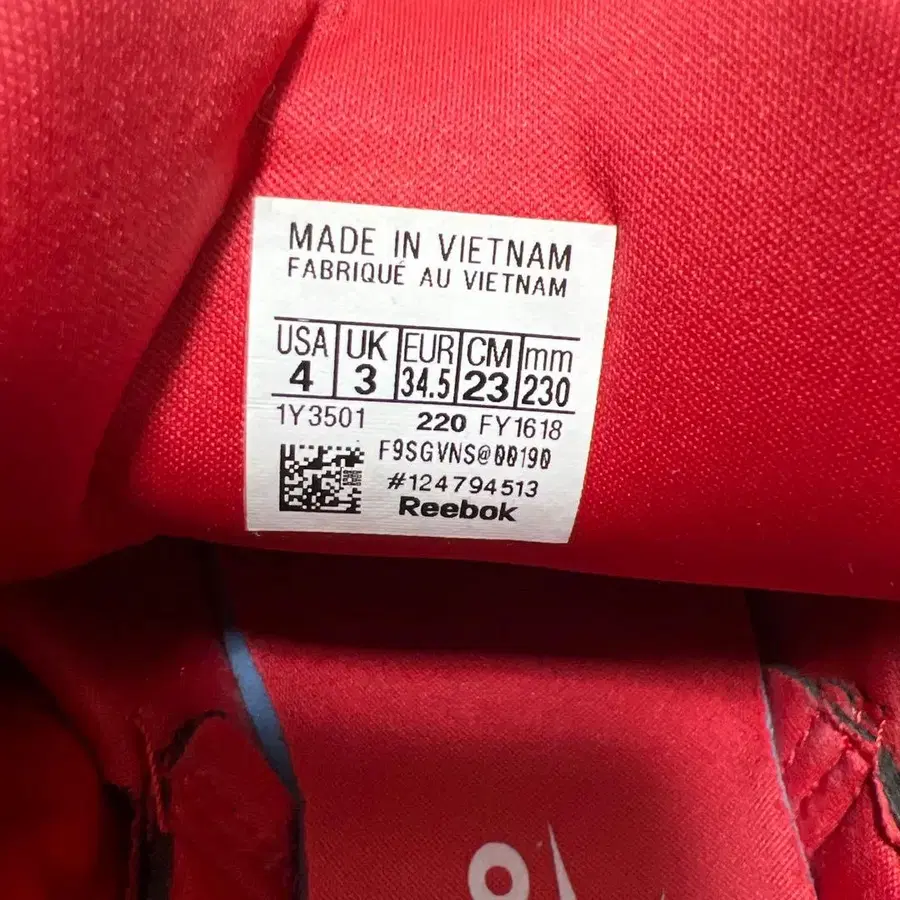 MADE IN VIETNAM
FABRIQUÉ AU VIETNAM
USA UK EUR CM mm
4 3 34.5 23 230
1Y3501 220 FY1618
F9SGVNS@00190
#124794513
Reebok